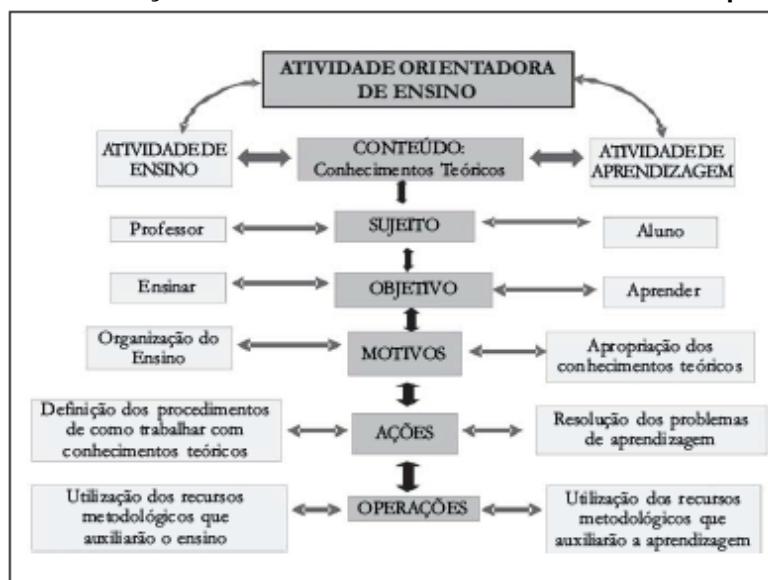 ATIVIDADE ORIENTADORA
DE ENSINO
ATIVIDADE DE
ENSINO
CONTEÚDO:
Conhecimentos Teóricos
ATIVIDADE DE
APRENDIZAGEM
Professor
SUJEITO
Aluno
Ensinar
OBJETIVO
Aprender
Organização do
Ensino
MOTIVOS
Apropriação dos
conhecimentos teóricos
Definição dos procedimentos
de como trabalhar com
conhecimentos teóricos
AÇÕES
Resolução dos problemas
de aprendizagem
Utilização dos recursos
metodológicos que
auxiliarão o ensino
OPERAÇÕES
Utilização dos recursos
metodológicos que
auxiliarão a aprendizagem